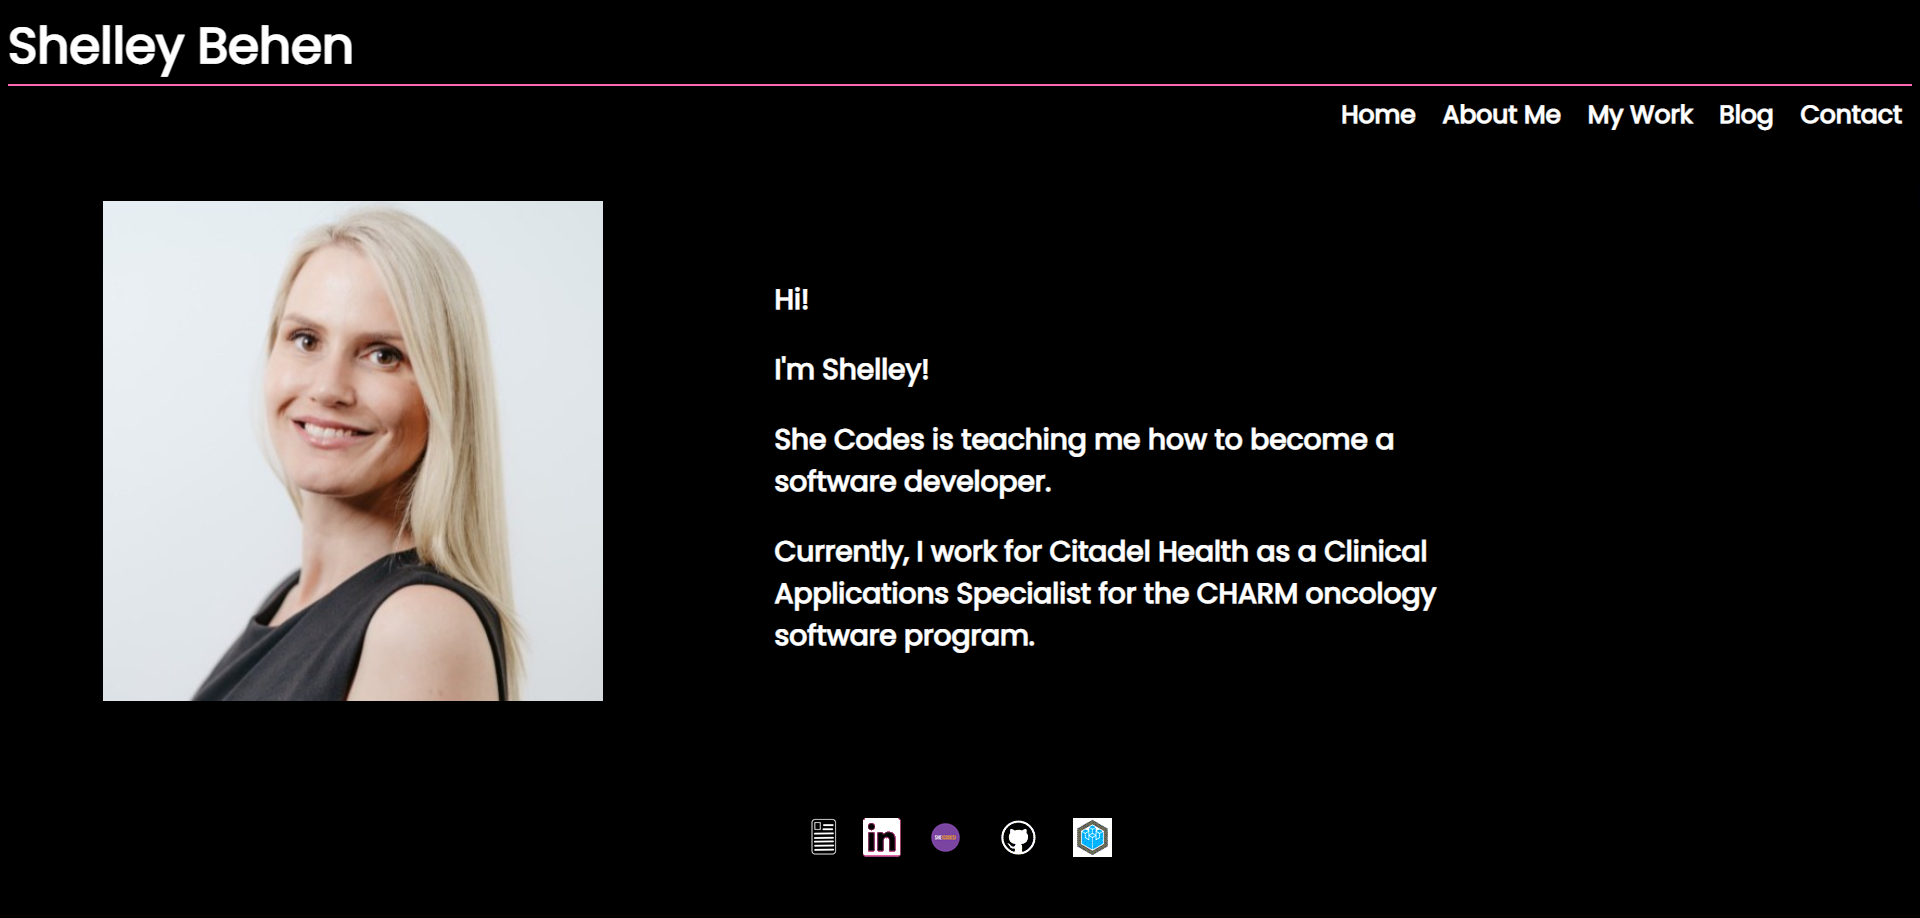 Shelley Behen
Home About Me My Work Blog Contact
Hi!
I'm Shelley!
She Codes is teaching me how to become a
software developer.
Currently, I work for Citadel Health as a Clinical
Applications Specialist for the CHARM oncology
software program.
in